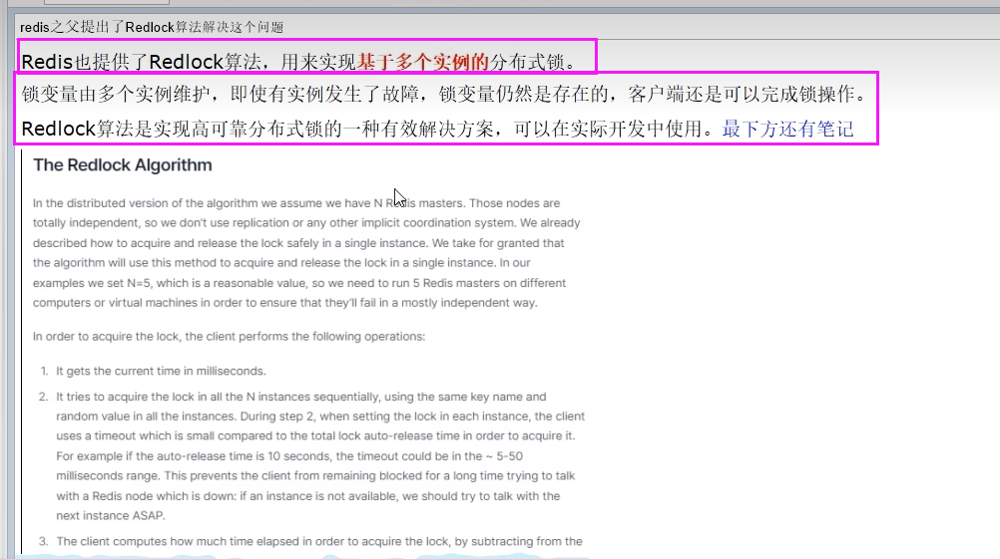 redis之父提出了Redlock算法解决这个问题
Redis也提供了Redlock算法，用来实现基于多个实例的分布式锁。
锁变量由多个实例维护，即使有实例发生了故障，锁变量仍然是存在的，客户端还是可以完成锁操作。
Redlock算法是实现高可靠分布式锁的一种有效解决方案，可以在实际开发中使用。最下方还有笔记
The Redlock Algorithm
In the distributed version of the algorithm we assume we have N Redis masters. Those nodes are
totally independent, so we don't use replication or any other implicit coordination system. We already
described how to acquire and release the lock safely in a single instance. We take for granted that
the algorithm will use this method to acquire and release the lock in a single instance. In our
examples we set N=5, which is a reasonable value, so we need to run 5 Redis masters on different
computers or virtual machines in order to ensure that they'll fail in a mostly independent way.
In order to acquire the lock, the client performs the following operations:
1. It gets the current time in milliseconds.
2. It tries to acquire the lock in all the N instances sequentially, using the same key name and
random value in all the instances. During step 2, when setting the lock in each instance, the client
uses a timeout which is small compared to the total lock auto-release time in order to acquire it.
For example if the auto-release time is 10 seconds, the timeout could be in the ~ 5-50
milliseconds range. This prevents the client from remaining blocked for a long time trying to talk
with a Redis node which is down: if an instance is not available, we should try to talk with the
next instance ASAP.
3. The client computes how much time elapsed in order to acquire the lock, by subtracting from the